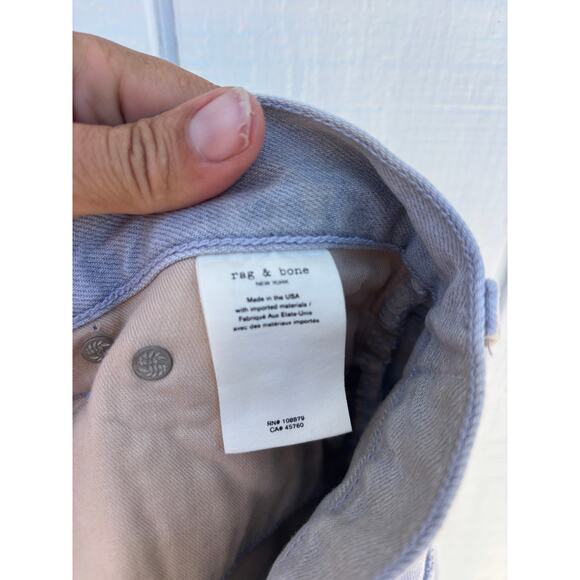 rag & bone
NEW YORK
Made in the USA
with imported materials /
Fabriqué Aux Etats-Unis
avec des matériaux importés
RN# 108879
CA# 45760